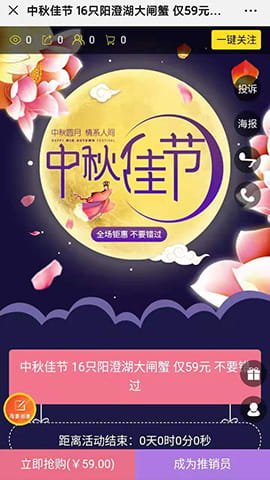 中秋佳节 16只阳澄湖大闸蟹 仅59元...
0
0
0
一键关注
投诉
海报
中秋圆月 情系人间
HAPPY MID AUTUMN FESTIVAL
中秋佳节
全场钜惠 不要错过
中秋佳节 16只阳澄湖大闸蟹 仅59元 不要错
过
距离活动结束：0天0时0分0秒
立即抢购(￥59.00)
成为推销员